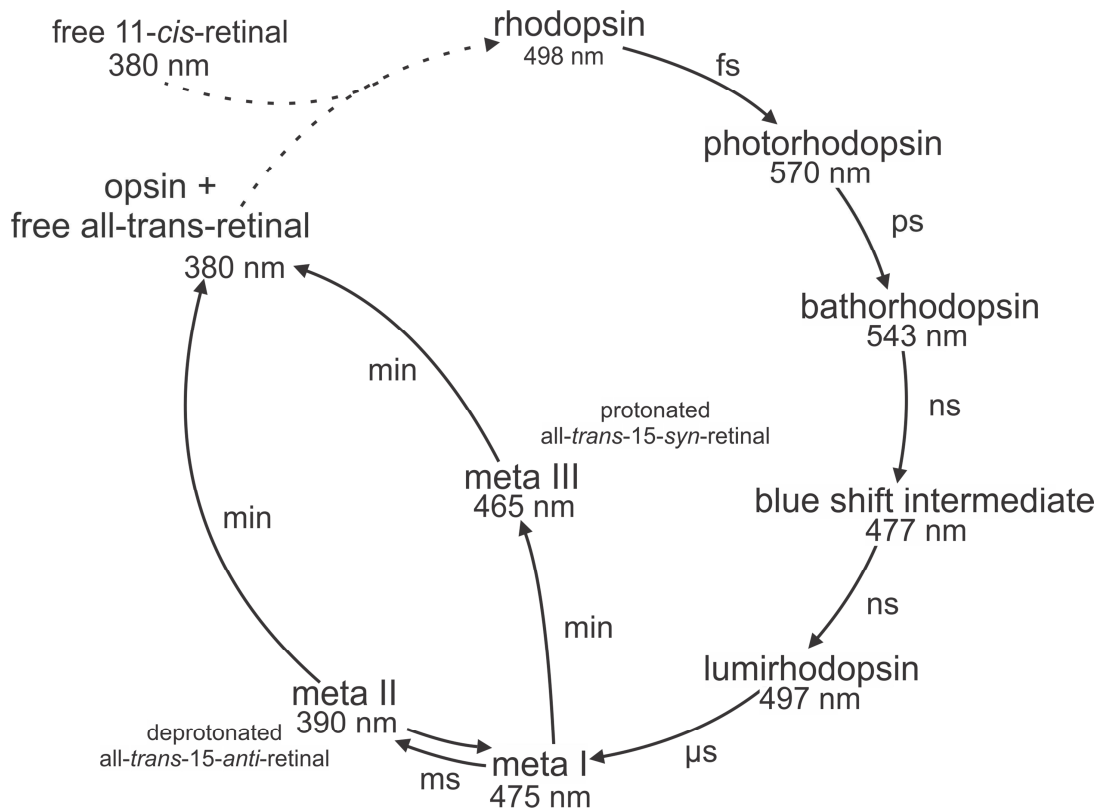 free 11-cis-retinal
380 nm
rhodopsin
498 nm
fs
photorhodopsin
570 nm
ps
bathorhodopsin
543 nm
ns
blue shift intermediate
477 nm
ns
lumirhodopsin
497 nm
µs
meta I
475 nm
ms
meta II
390 nm
deprotonated
all-trans-15-anti-retinal
min
min
meta III
465 nm
protonated
all-trans-15-syn-retinal
min
opsin +
free all-trans-retinal
380 nm